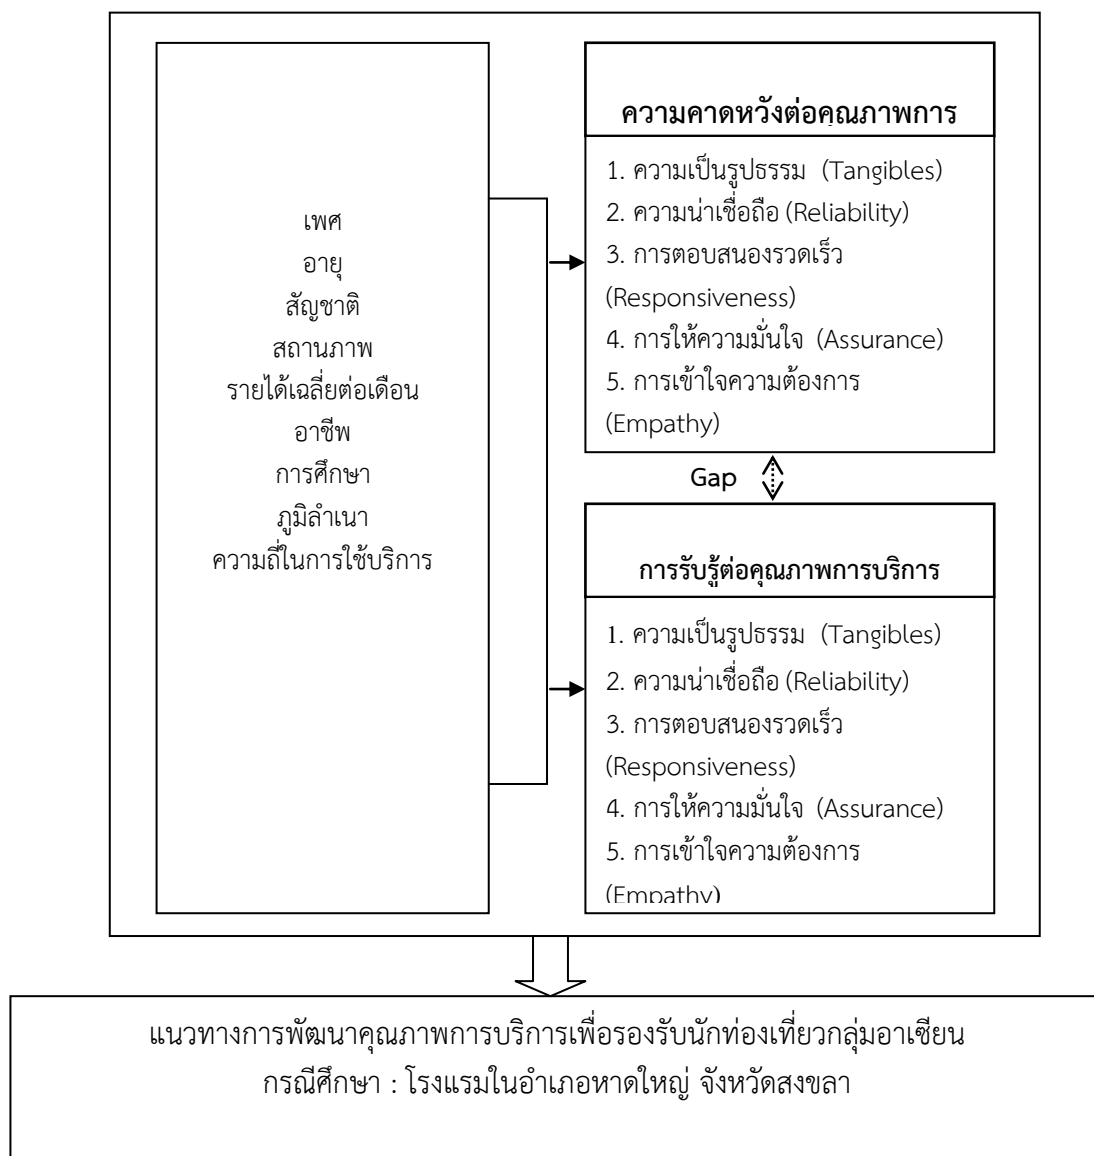 เพศ
อายุ
สัญชาติ
สถานภาพ
รายได้เฉลี่ยต่อเดือน
อาชีพ
การศึกษา
ภูมิลำเนา
ความถี่ในการใช้บริการ
ความคาดหวังต่อคุณภาพการ
1. ความเป็นรูปธรรม (Tangibles)
2. ความน่าเชื่อถือ (Reliability)
3. การตอบสนองรวดเร็ว
(Responsiveness)
4. การให้ความมั่นใจ (Assurance)
5. การเข้าใจความต้องการ
(Empathy)
Gap
การรับรู้ต่อคุณภาพการบริการ
1. ความเป็นรูปธรรม (Tangibles)
2. ความน่าเชื่อถือ (Reliability)
3. การตอบสนองรวดเร็ว
(Responsiveness)
4. การให้ความมั่นใจ (Assurance)
5. การเข้าใจความต้องการ
(Empathy)
แนวทางการพัฒนาคุณภาพการบริการเพื่อรองรับนักท่องเที่ยวกลุ่มอาเซียน
กรณีศึกษา : โรงแรมในอำเภอหาดใหญ่ จังหวัดสงขลา